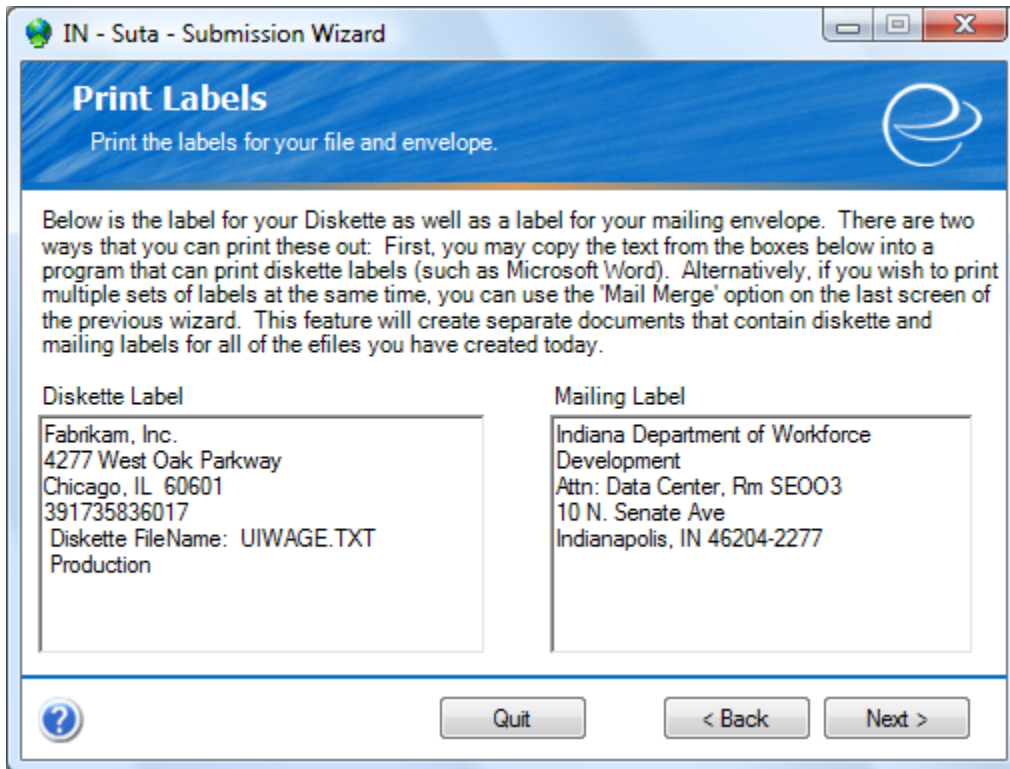 IN - Suta - Submission Wizard
Print Labels
Print the labels for your file and envelope.
Below is the label for your Diskette as well as a label for your mailing envelope.  There are two
ways that you can print these out:  First, you may copy the text from the boxes below into a
program that can print diskette labels (such as Microsoft Word).  Alternatively, if you wish to print
multiple sets of labels at the same time, you can use the 'Mail Merge' option on the last screen of
the previous wizard.  This feature will create separate documents that contain diskette and
mailing labels for all of the efiles you have created today.
Diskette Label
Fabrikam, Inc.
4277 West Oak Parkway
Chicago, IL  60601
391735836017
Diskette FileName:  UIWAGE.TXT
Production
Mailing Label
Indiana Department of Workforce
Development
Attn: Data Center, Rm SEOO3
10 N. Senate Ave
Indianapolis, IN 46204-2277
Quit
< Back
Next >